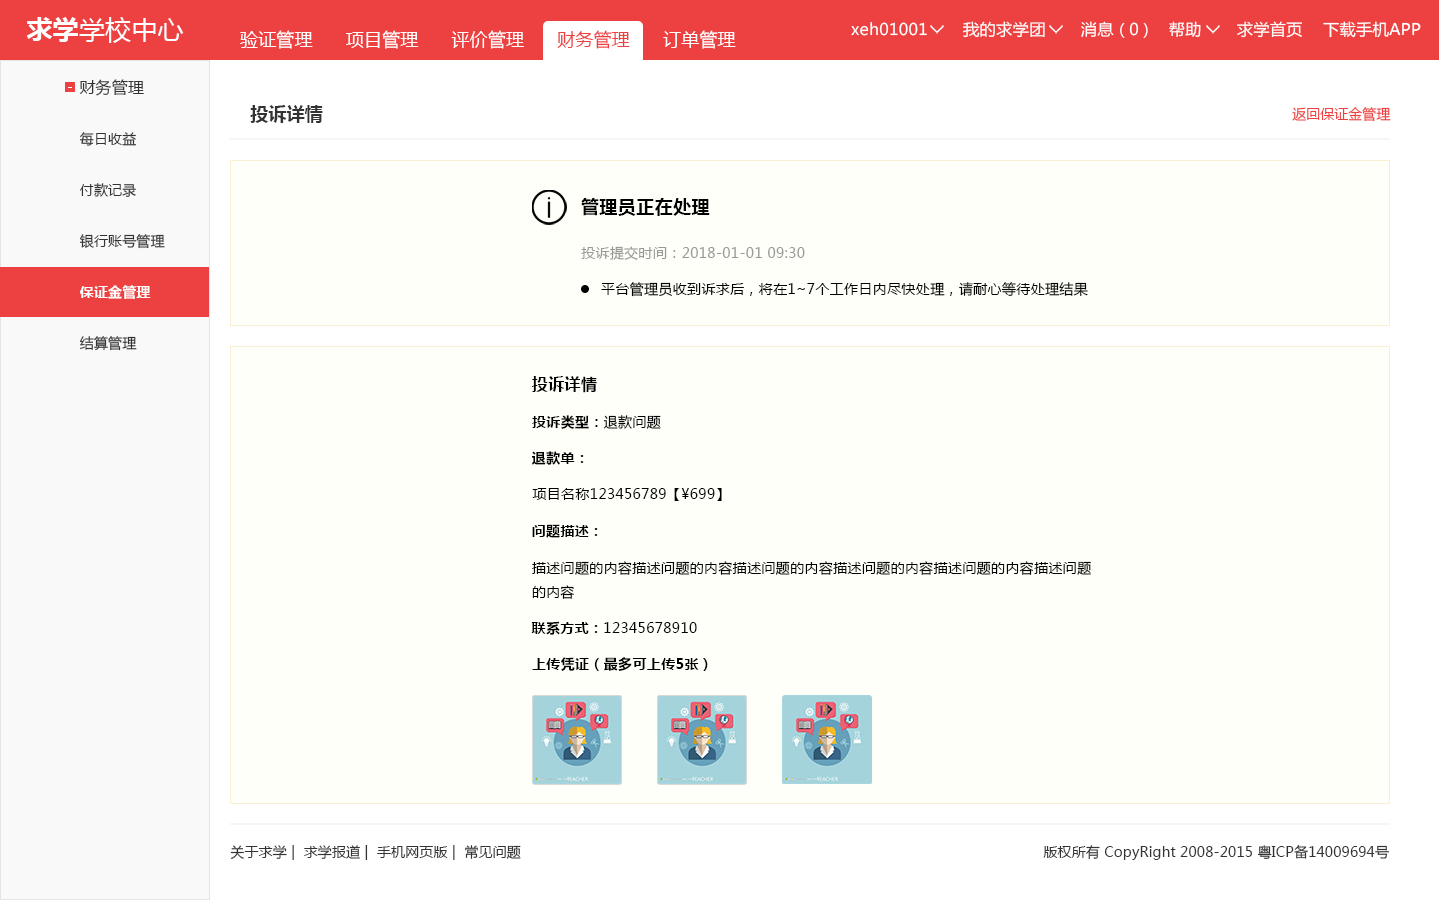 求学学校中心
验证管理 项目管理 评价管理 财务管理 订单管理
xeh01001 我的求学团 消息（0） 帮助 求学首页 下载手机APP
财务管理
每日收益
付款记录
银行账号管理
保证金管理
结算管理
投诉详情
返回保证金管理
管理员正在处理
投诉提交时间：2018-01-01 09:30
平台管理员收到诉求后，将在1~7个工作日内尽快处理，请耐心等待处理结果
投诉详情
投诉类型：退款问题
退款单：
项目名称123456789【¥699】
问题描述：
描述问题的内容描述问题的内容描述问题的内容描述问题的内容描述问题的内容描述问题
的内容
联系方式：12345678910
上传凭证（最多可上传5张）
关于求学 | 求学报道 | 手机网页版 | 常见问题
版权所有 CopyRight 2008-2015 粤ICP备14009694号